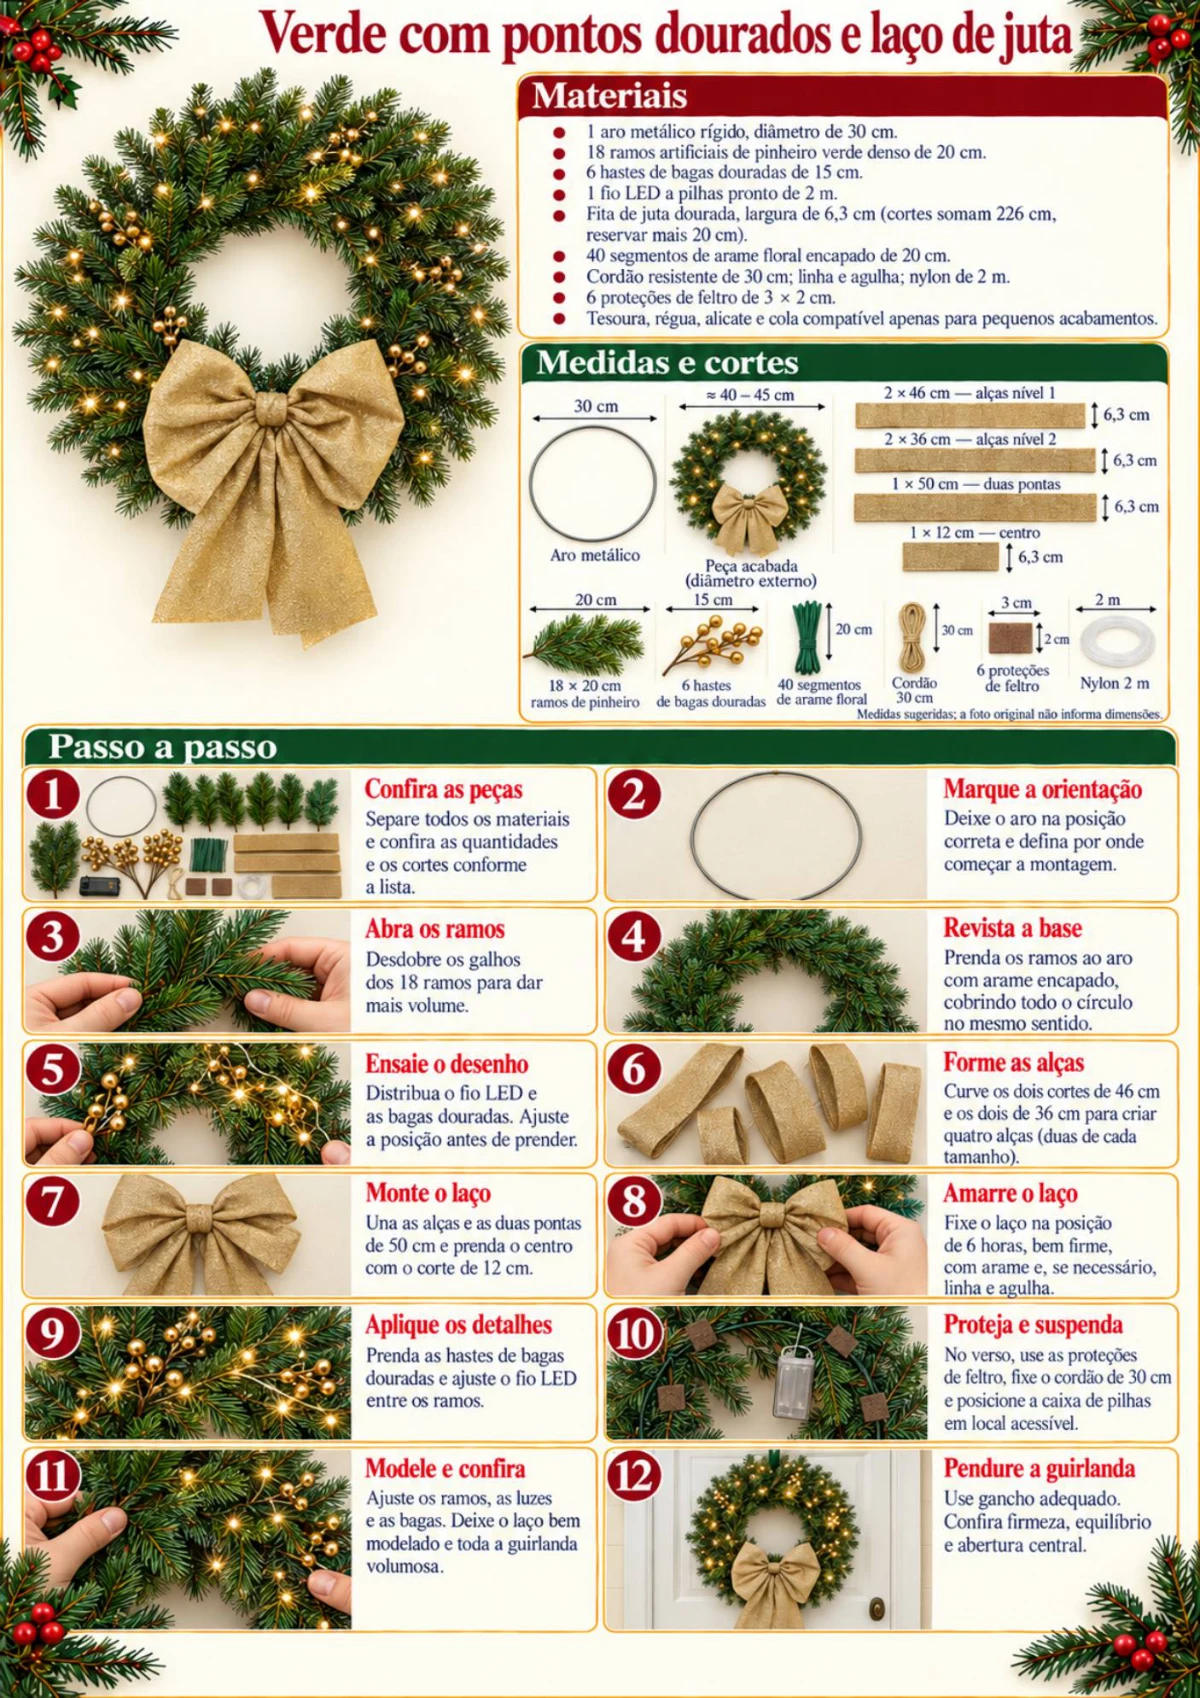 Verde com pontos dourados e laço de juta
Materiais
1 aro metálico rígido, diâmetro de 30 cm.
18 ramos artificiais de pinheiro verde denso de 20 cm.
6 hastes de bagas douradas de 15 cm.
1 fio LED a pilhas pronto de 2 m.
Fita de juta dourada, largura de 6,3 cm (cortes somam 226 cm,
reservar mais 20 cm).
40 segmentos de arame floral encapado de 20 cm.
Cordão resistente de 30 cm; linha e agulha; nylon de 2 m.
6 proteções de feltro de 3 × 2 cm.
Tesoura, régua, alicate e cola compatível apenas para pequenos acabamentos.
Medidas e cortes
30 cm
Aro metálico
≈ 40 – 45 cm
Peça acabada
(diâmetro externo)
2 × 46 cm — alças nível 1
6,3 cm
2 × 36 cm — alças nível 2
6,3 cm
1 × 50 cm — duas pontas
6,3 cm
1 × 12 cm — centro
6,3 cm
20 cm
18 × 20 cm
ramos de pinheiro
15 cm
6 hastes
de bagas douradas
20 cm
40 segmentos
de arame floral
30 cm
Cordão
30 cm
3 cm
2 cm
6 proteções
de feltro
2 m
Nylon 2 m
Medidas sugeridas; a foto original não informa dimensões.
Passo a passo
1
Confira as peças
Separe todos os materiais
e confira as quantidades
e os cortes conforme
a lista.
2
Marque a orientação
Deixe o aro na posição
correta e defina por onde
começar a montagem.
3
Abra os ramos
Desdobre os galhos
dos 18 ramos para dar
mais volume.
4
Revista a base
Prenda os ramos ao aro
com arame encapado,
cobrindo todo o círculo
no mesmo sentido.
5
Ensaie o desenho
Distribua o fio LED e
as bagas douradas. Ajuste
a posição antes de prender.
6
Forme as alças
Curve os dois cortes de 46 cm
e os dois de 36 cm para criar
quatro alças (duas de cada
tamanho).
7
Monte o laço
Una as alças e as duas pontas
de 50 cm e prenda o centro
com o corte de 12 cm.
8
Amarre o laço
Fixe o laço na posição
de 6 horas, bem firme,
com arame e, se necessário,
linha e agulha.
9
Aplique os detalhes
Prenda as hastes de bagas
douradas e ajuste o fio LED
entre os ramos.
10
Proteja e suspenda
No verso, use as proteções
de feltro, fixe o cordão de 30 cm
e posicione a caixa de pilhas
em local acessível.
11
Modele e confira
Ajuste os ramos, as luzes
e as bagas. Deixe o laço bem
modelado e toda a guirlanda
volumosa.
12
Pendure a guirlanda
Use gancho adequado.
Confira firmeza, equilíbrio
e abertura central.